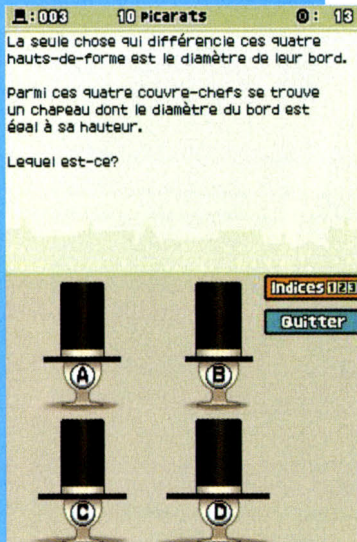 :003 10 Picarats : 13
La seule chose qui différencie ces quatre
hauts-de-forme est le diamètre de leur bord.
Parmi ces quatre couvre-chefs se trouve
un chapeau dont le diamètre du bord est
égal à sa hauteur.
Lequel est-ce?
Indices 1 2 3
Quitter
A B
C D